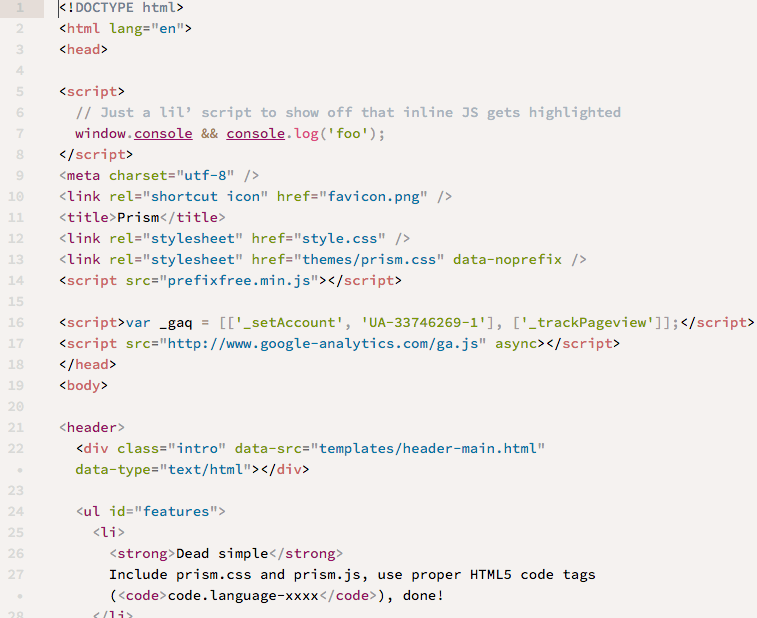 1 <!DOCTYPE html>
2 <html lang="en">
3 <head>
4
5 <script>
6 // Just a lil’ script to show off that inline JS gets highlighted
7 window.console && console.log('foo');
8 </script>
9 <meta charset="utf-8" />
10 <link rel="shortcut icon" href="favicon.png" />
11 <title>Prism</title>
12 <link rel="stylesheet" href="style.css" />
13 <link rel="stylesheet" href="themes/prism.css" data-noprefix />
14 <script src="prefixfree.min.js"></script>
15
16 <script>var _gaq = [['_setAccount', 'UA-33746269-1'], ['_trackPageview']];</script>
17 <script src="http://www.google-analytics.com/ga.js" async></script>
18 </head>
19 <body>
20
21 <header>
22 <div class="intro" data-src="templates/header-main.html"
• data-type="text/html"></div>
23
24 <ul id="features">
25 <li>
26 <strong>Dead simple</strong>
27 Include prism.css and prism.js, use proper HTML5 code tags
• (<code>code.language-xxxx</code>), done!
28 </li>